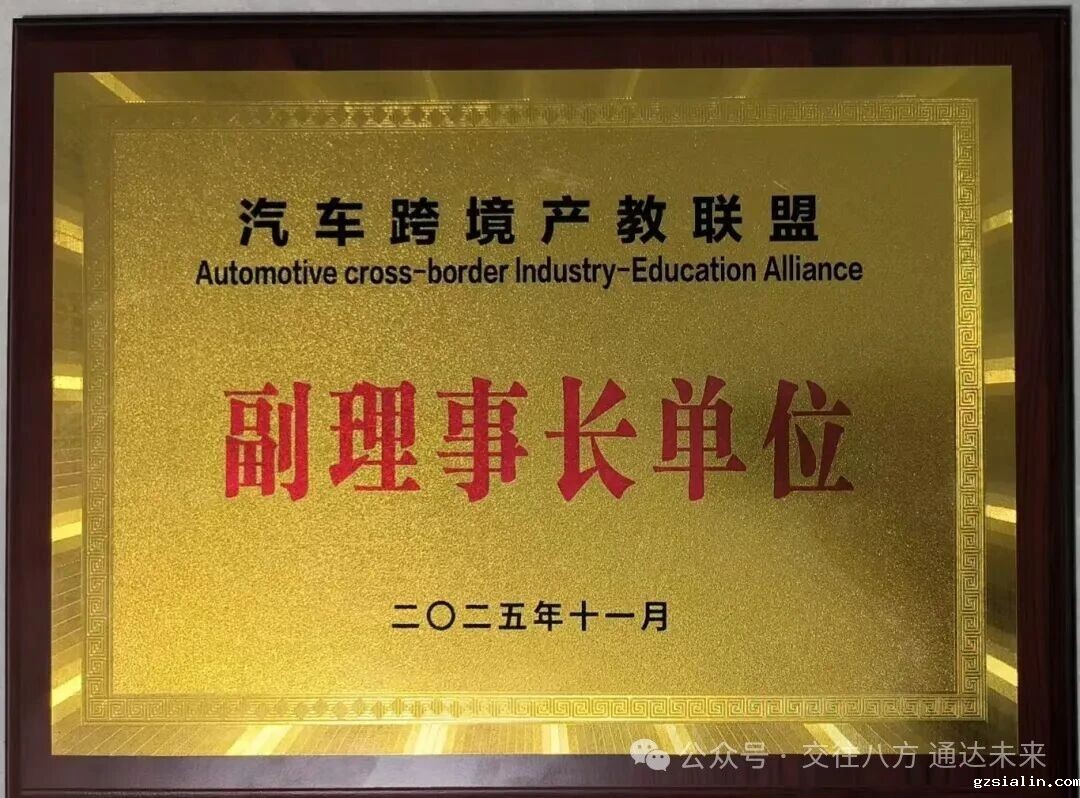 汽车跨境产教联盟
Automotive cross-border Industry-Education Alliance
副理事长单位
二〇二五年十一月
公众号·交往八方 通达未来
gzsialin.com